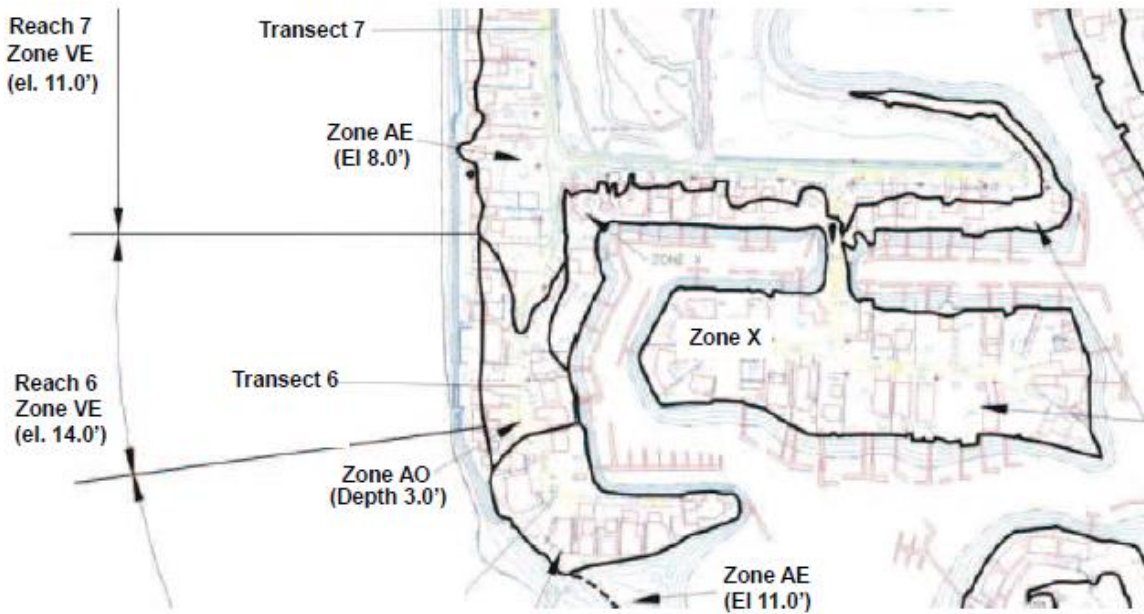 Reach 7
Zone VE
(el. 11.0')
Transect 7
Zone AE
(El 8.0')
ZONE X
Zone X
Reach 6
Zone VE
(el. 14.0')
Transect 6
Zone AO
(Depth 3.0')
Zone AE
(El 11.0')